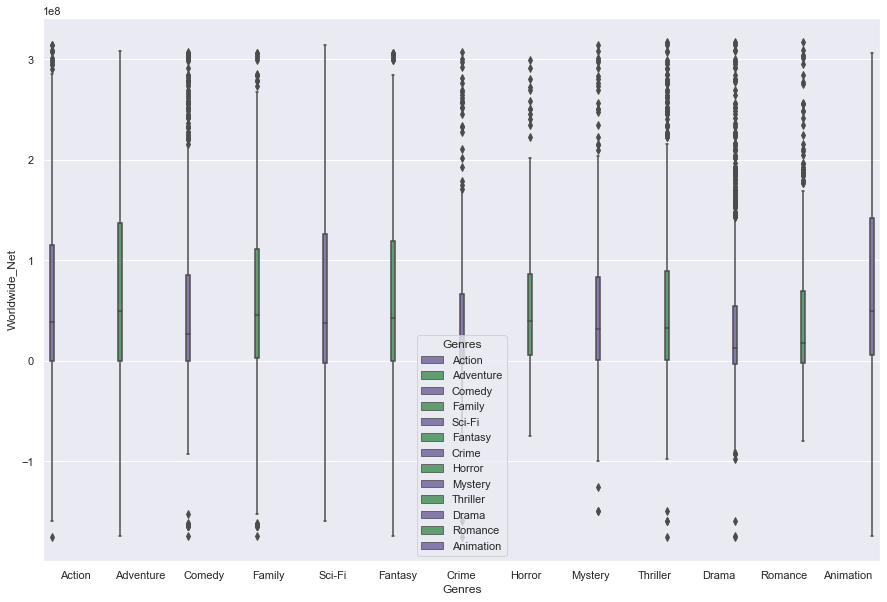 1e8
3
2
1
0
−1
Worldwide_Net
Genres
Action
Adventure
Comedy
Family
Sci-Fi
Fantasy
Crime
Horror
Mystery
Thriller
Drama
Romance
Animation
Action Adventure Comedy Family Sci-Fi Fantasy Crime Horror Mystery Thriller Drama Romance Animation
Genres